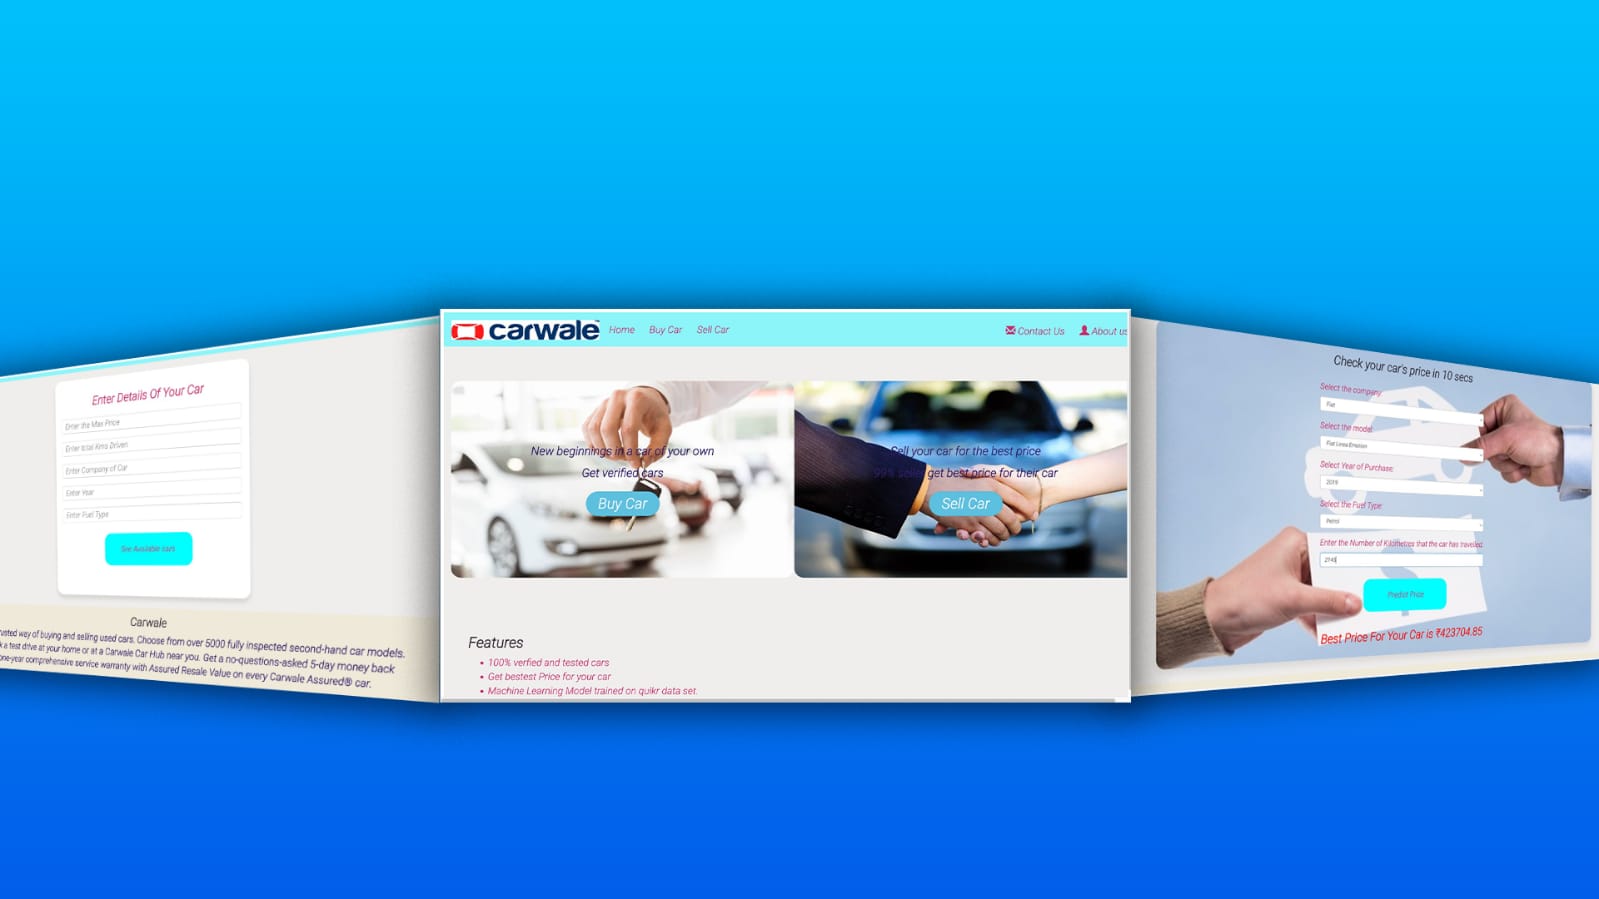 Enter Details Of Your Car
Enter the Max Price
Enter total Kms Driven
Enter Company of Car
Enter Year
Enter Fuel Type
See Available cars
Carwale
rusted way of buying and selling used cars. Choose from over 5000 fully inspected second-hand car models.
k a test drive at your home or at a Carwale Car Hub near you. Get a no-questions-asked 5-day money back
one-year comprehensive service warranty with Assured Resale Value on every Carwale Assured® car.
carwale Home Buy Car Sell Car Contact Us About us
New beginnings in a car of your own
Get verified cars
Buy Car
Sell your car for the best price
99% seller get best price for their car
Sell Car
Features
100% verfied and tested cars
Get bestest Price for your car
Machine Learning Model trained on quikr data set.
Check your car's price in 10 secs
Select the company:
Fiat
Select the model:
Fiat Linea Emotion
Select Year of Purchase:
2019
Select the Fuel Type:
Petrol
Enter the Number of Kilometres that the car has traveled:
Predict Price
Best Price For Your Car is ₹423704.85